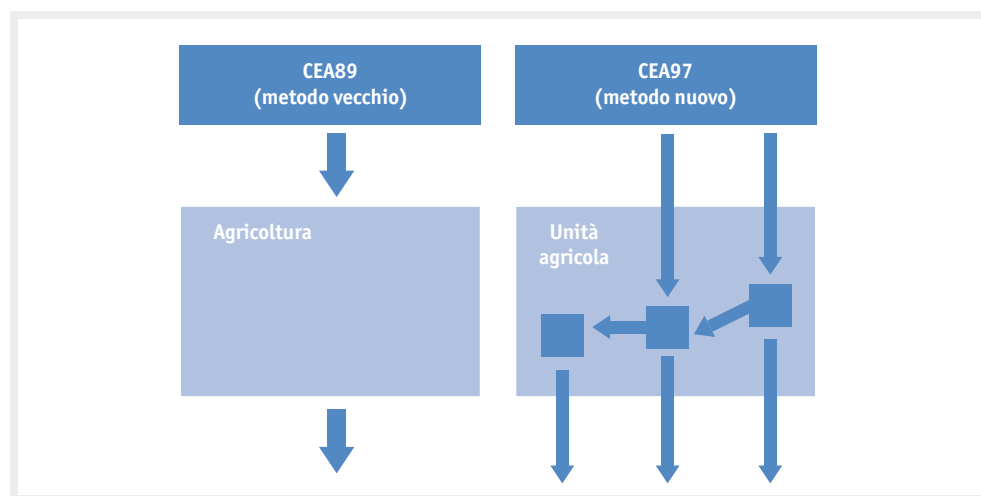 CEA89
(metodo vecchio)
CEA97
(metodo nuovo)
Agricoltura
Unità
agricola